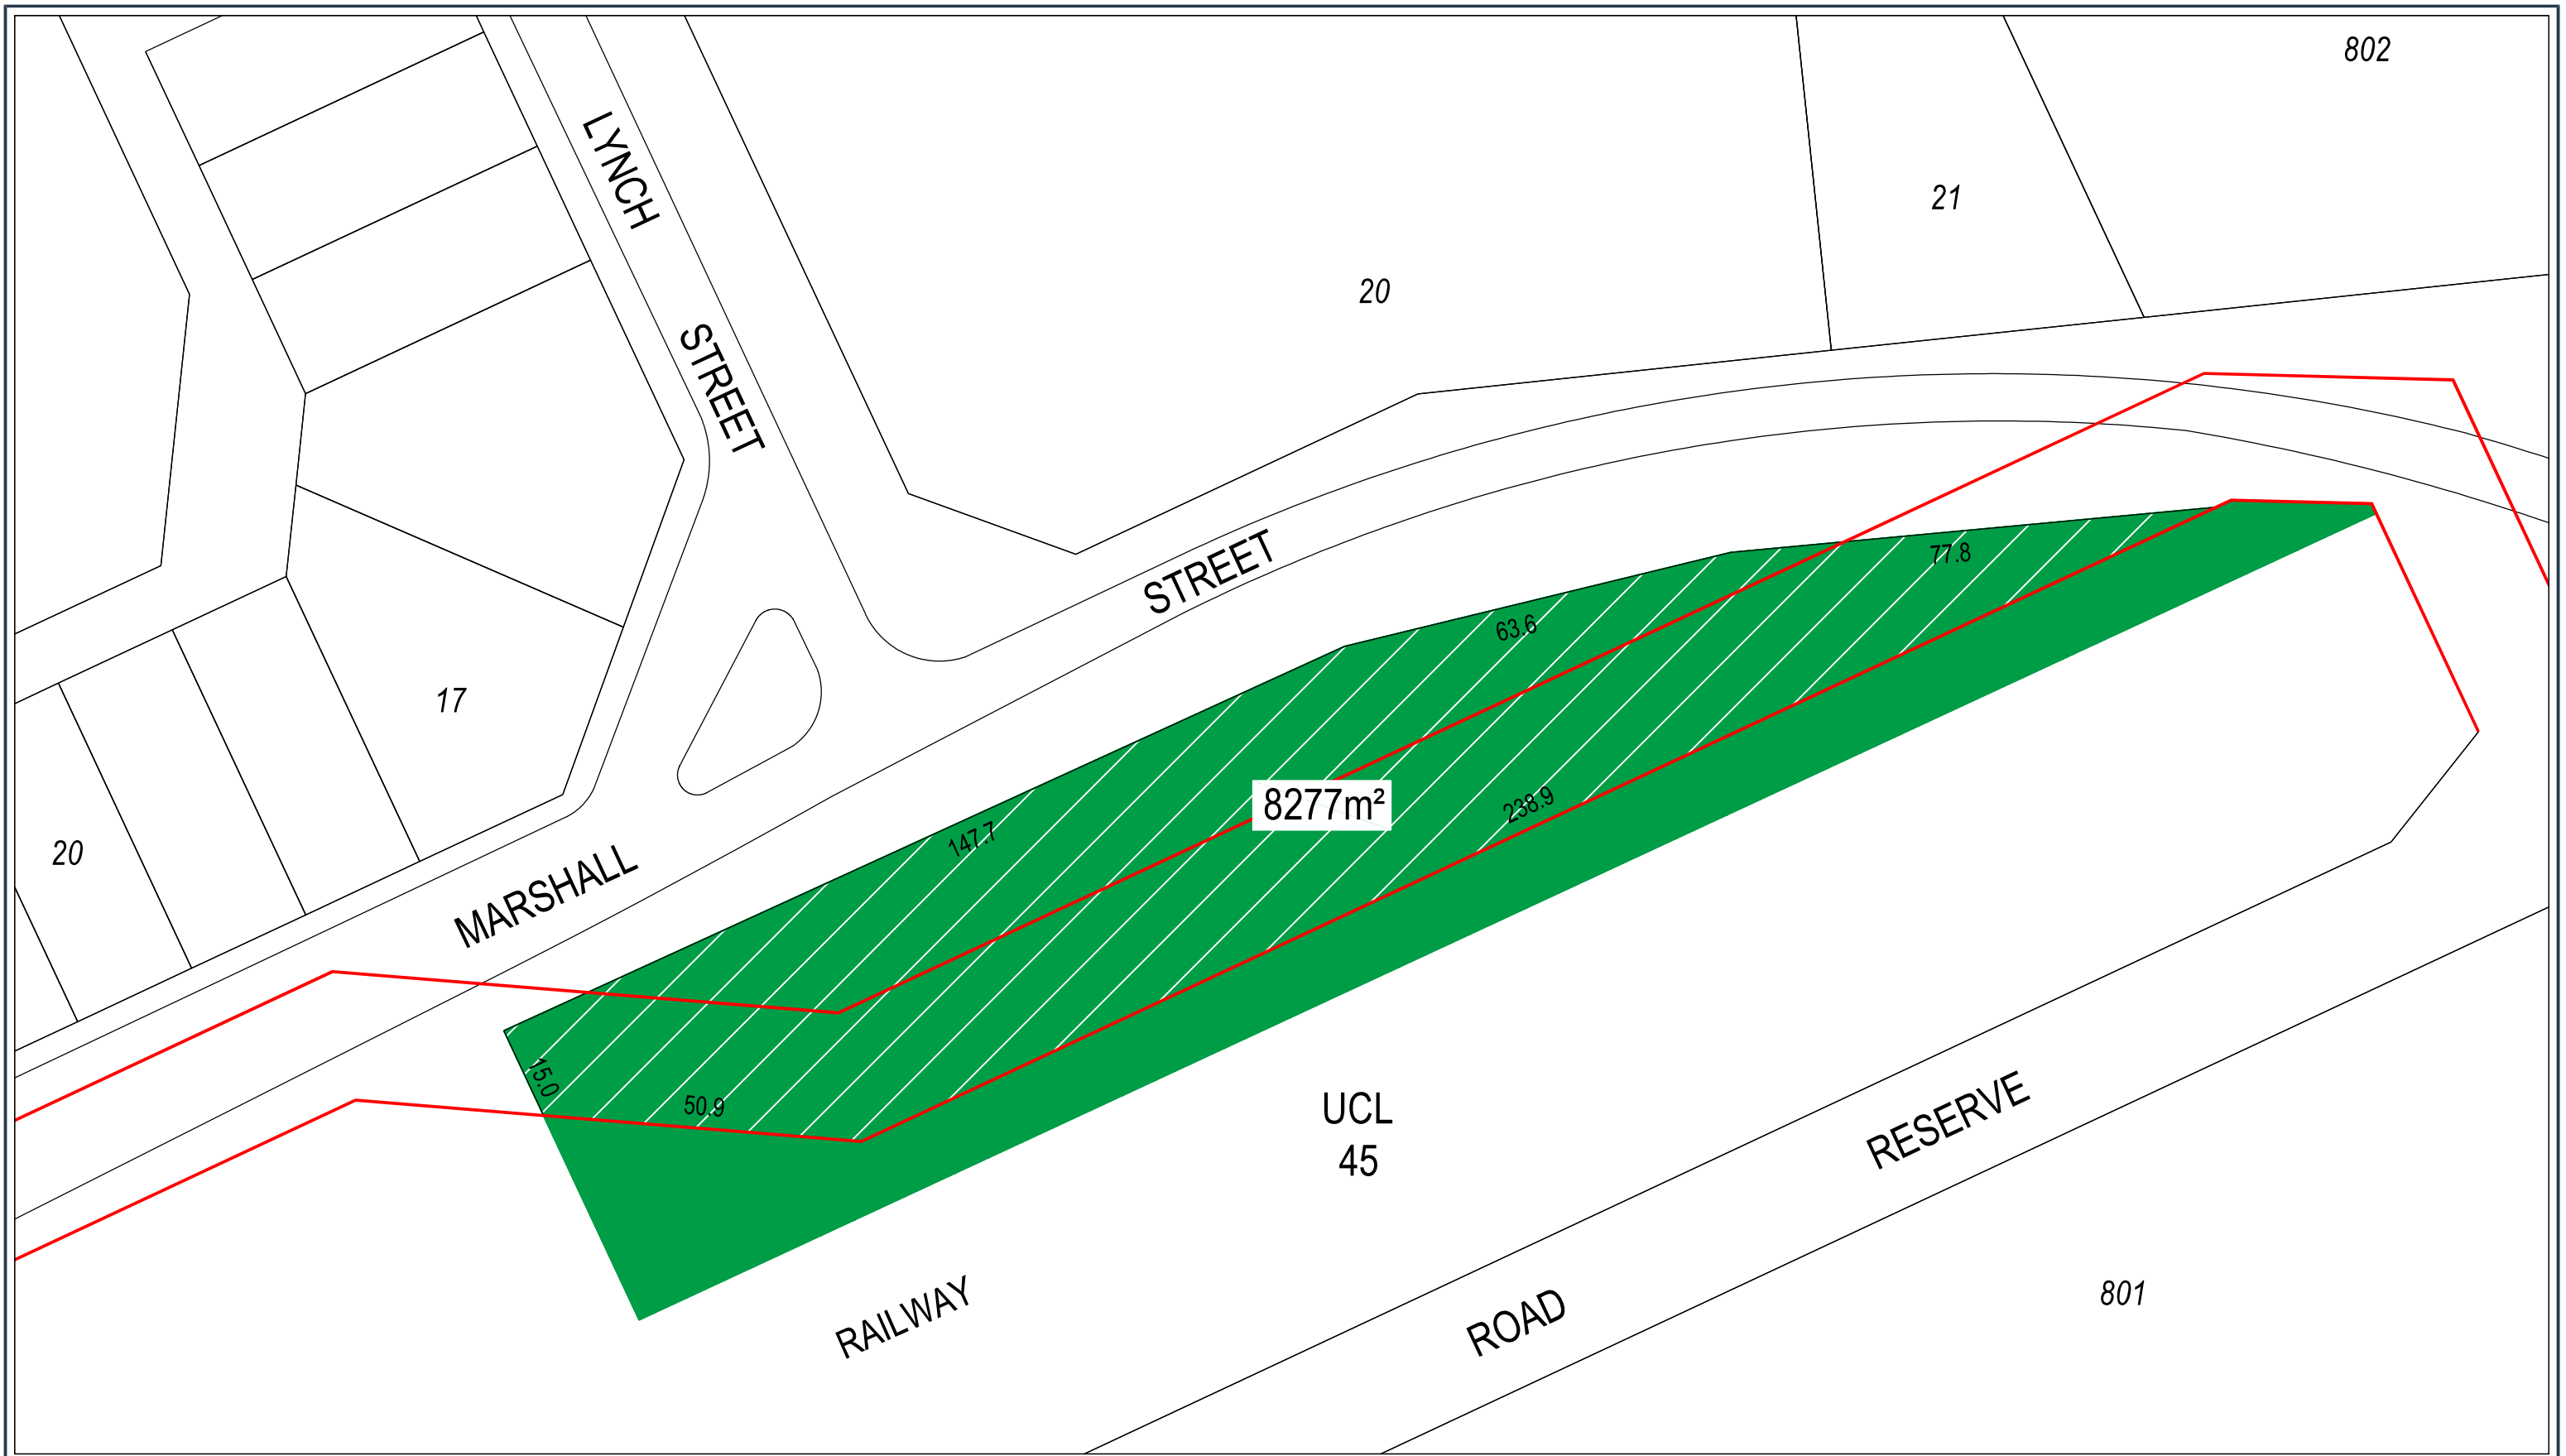 802
LYNCH
21
20
STREET
STREET
77.8
63.6
17
8277m²
238.9
147.7
20
MARSHALL
15.0
50.9
UCL
45
RESERVE
RAILWAY
ROAD
801